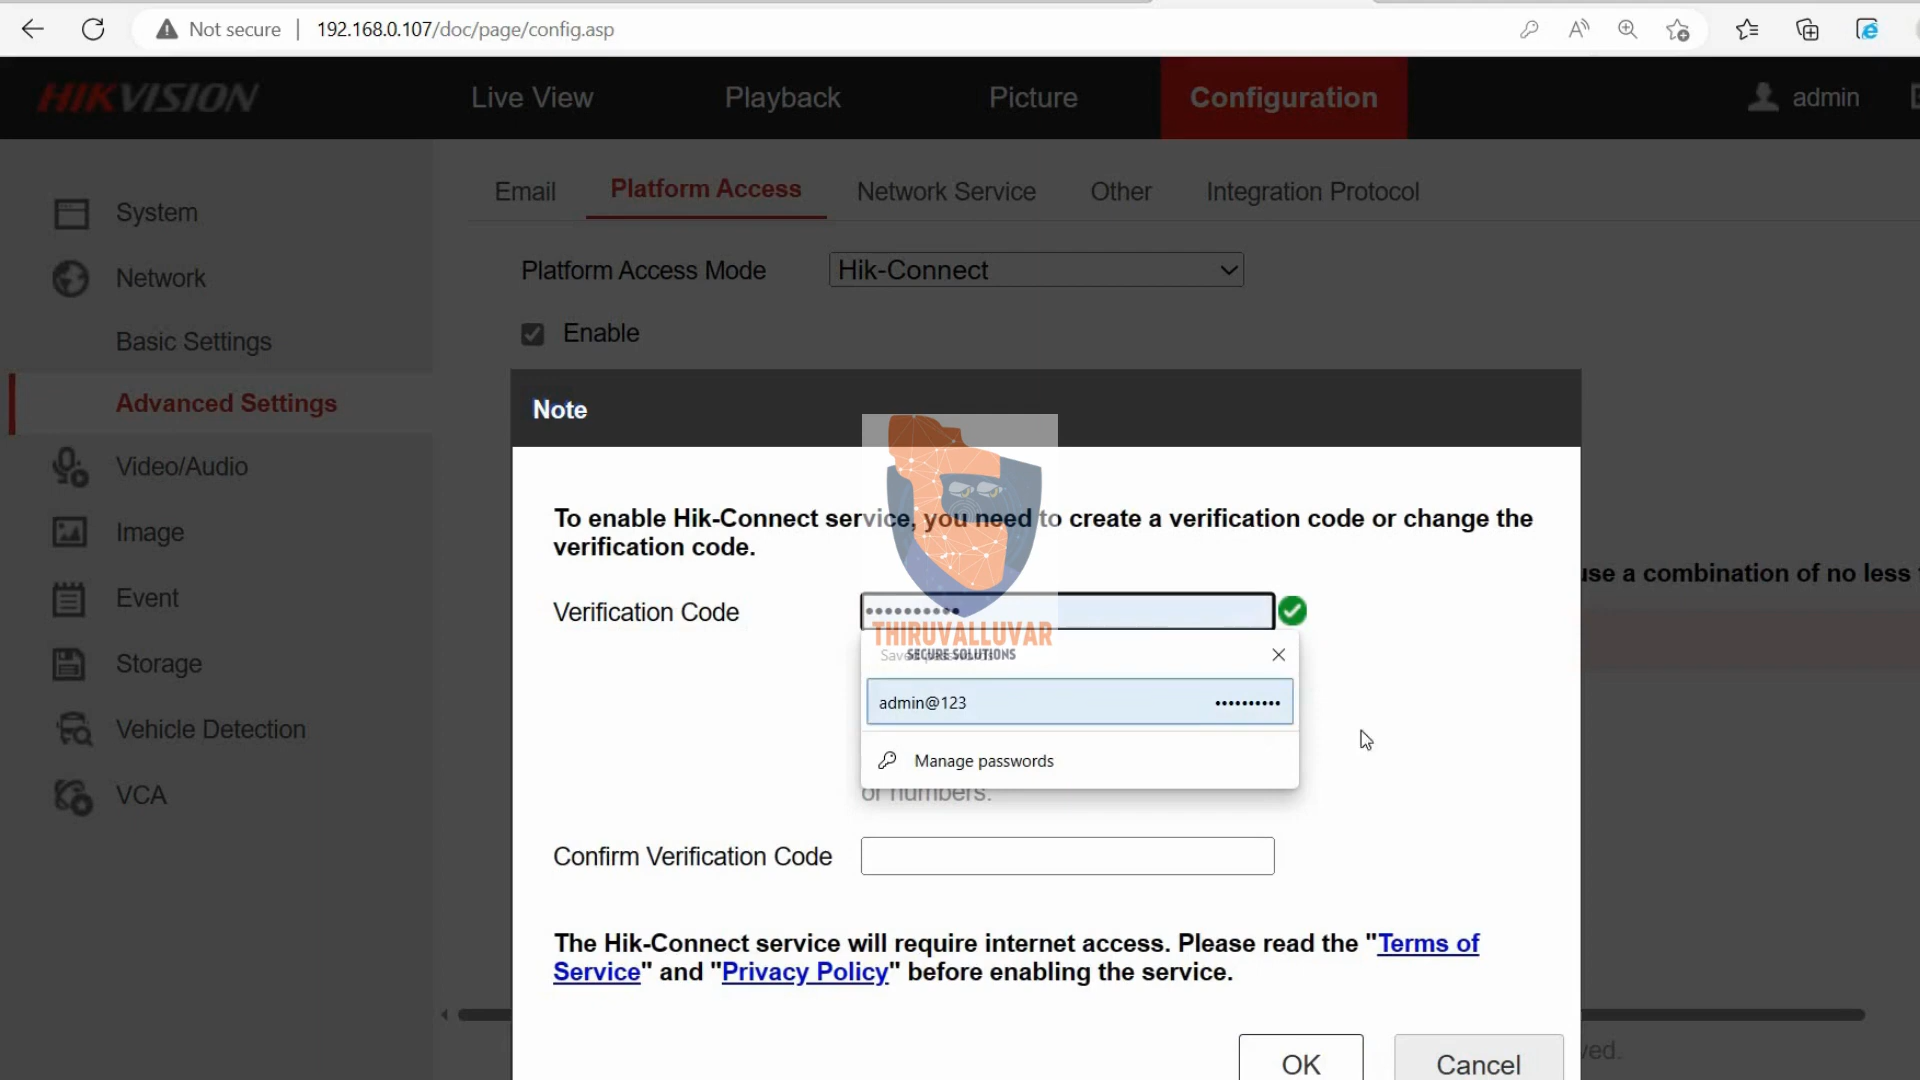 Not secure | 192.168.0.107/doc/page/config.asp
HIKVISION
Live View
Playback
Picture
Configuration
admin
System
Network
Basic Settings
Advanced Settings
Video/Audio
Image
Event
Storage
Vehicle Detection
VCA
Email
Platform Access
Network Service
Other
Integration Protocol
Platform Access Mode
Hik-Connect
Enable
Note
To enable Hik-Connect service, you need to create a verification code or change the
verification code.
use a combination of no less
Verification Code
••••••••••
THIRUVALLUVAR
SECURE SOLUTIONS
admin@123 ••••••••••
Manage passwords
or numbers.
Confirm Verification Code
The Hik-Connect service will require internet access. Please read the "Terms of
Service" and "Privacy Policy" before enabling the service.
OK
Cancel